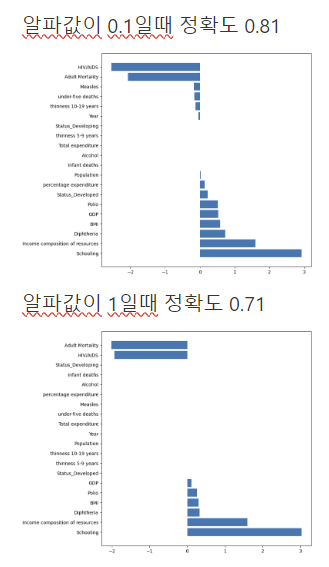 알파값이 0.1일때 정확도 0.81
HIV/AIDS
Adult Mortality
Measles
under-five deaths
thinness 10-19 years
Year
Status_Developing
thinness 5-9 years
Total expenditure
Alcohol
infant deaths
Population
percentage expenditure
Status_Developed
Polio
GDP
BMI
Diphtheria
Income composition of resources
Schooling
−2 −1 0 1 2 3
알파값이 1일때 정확도 0.71
Adult Mortality
HIV/AIDS
Status_Developing
infant deaths
Alcohol
percentage expenditure
Measles
under-five deaths
Total expenditure
Year
Population
thinness 10-19 years
thinness 5-9 years
Status_Developed
GDP
Polio
BMI
Diphtheria
Income composition of resources
Schooling
−2 −1 0 1 2 3